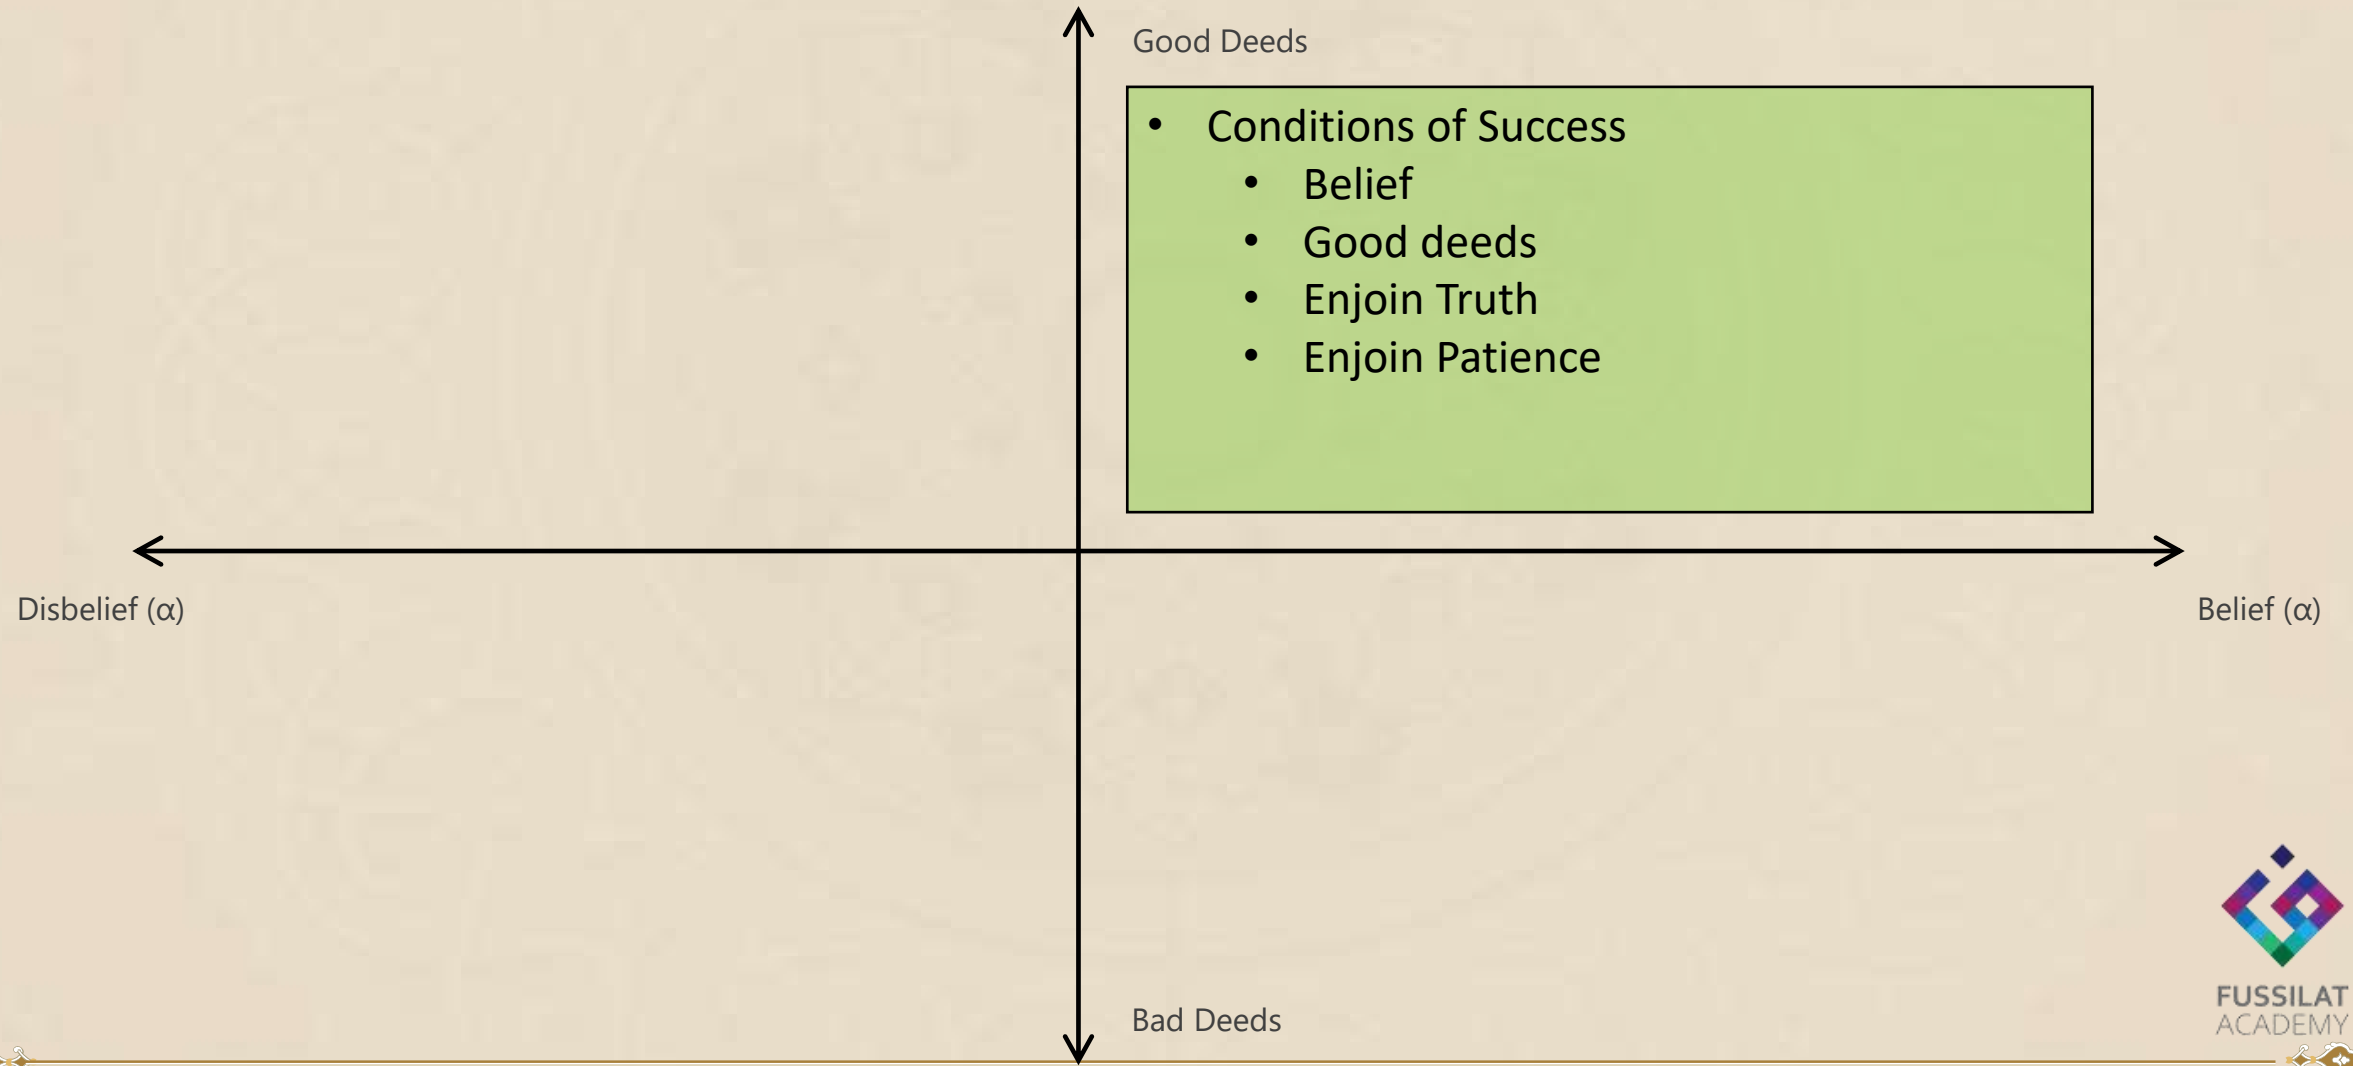 Good Deeds
• Conditions of Success
• Belief
• Good deeds
• Enjoin Truth
• Enjoin Patience
Disbelief (α)
Belief (α)
Bad Deeds
FUSSILAT
ACADEMY